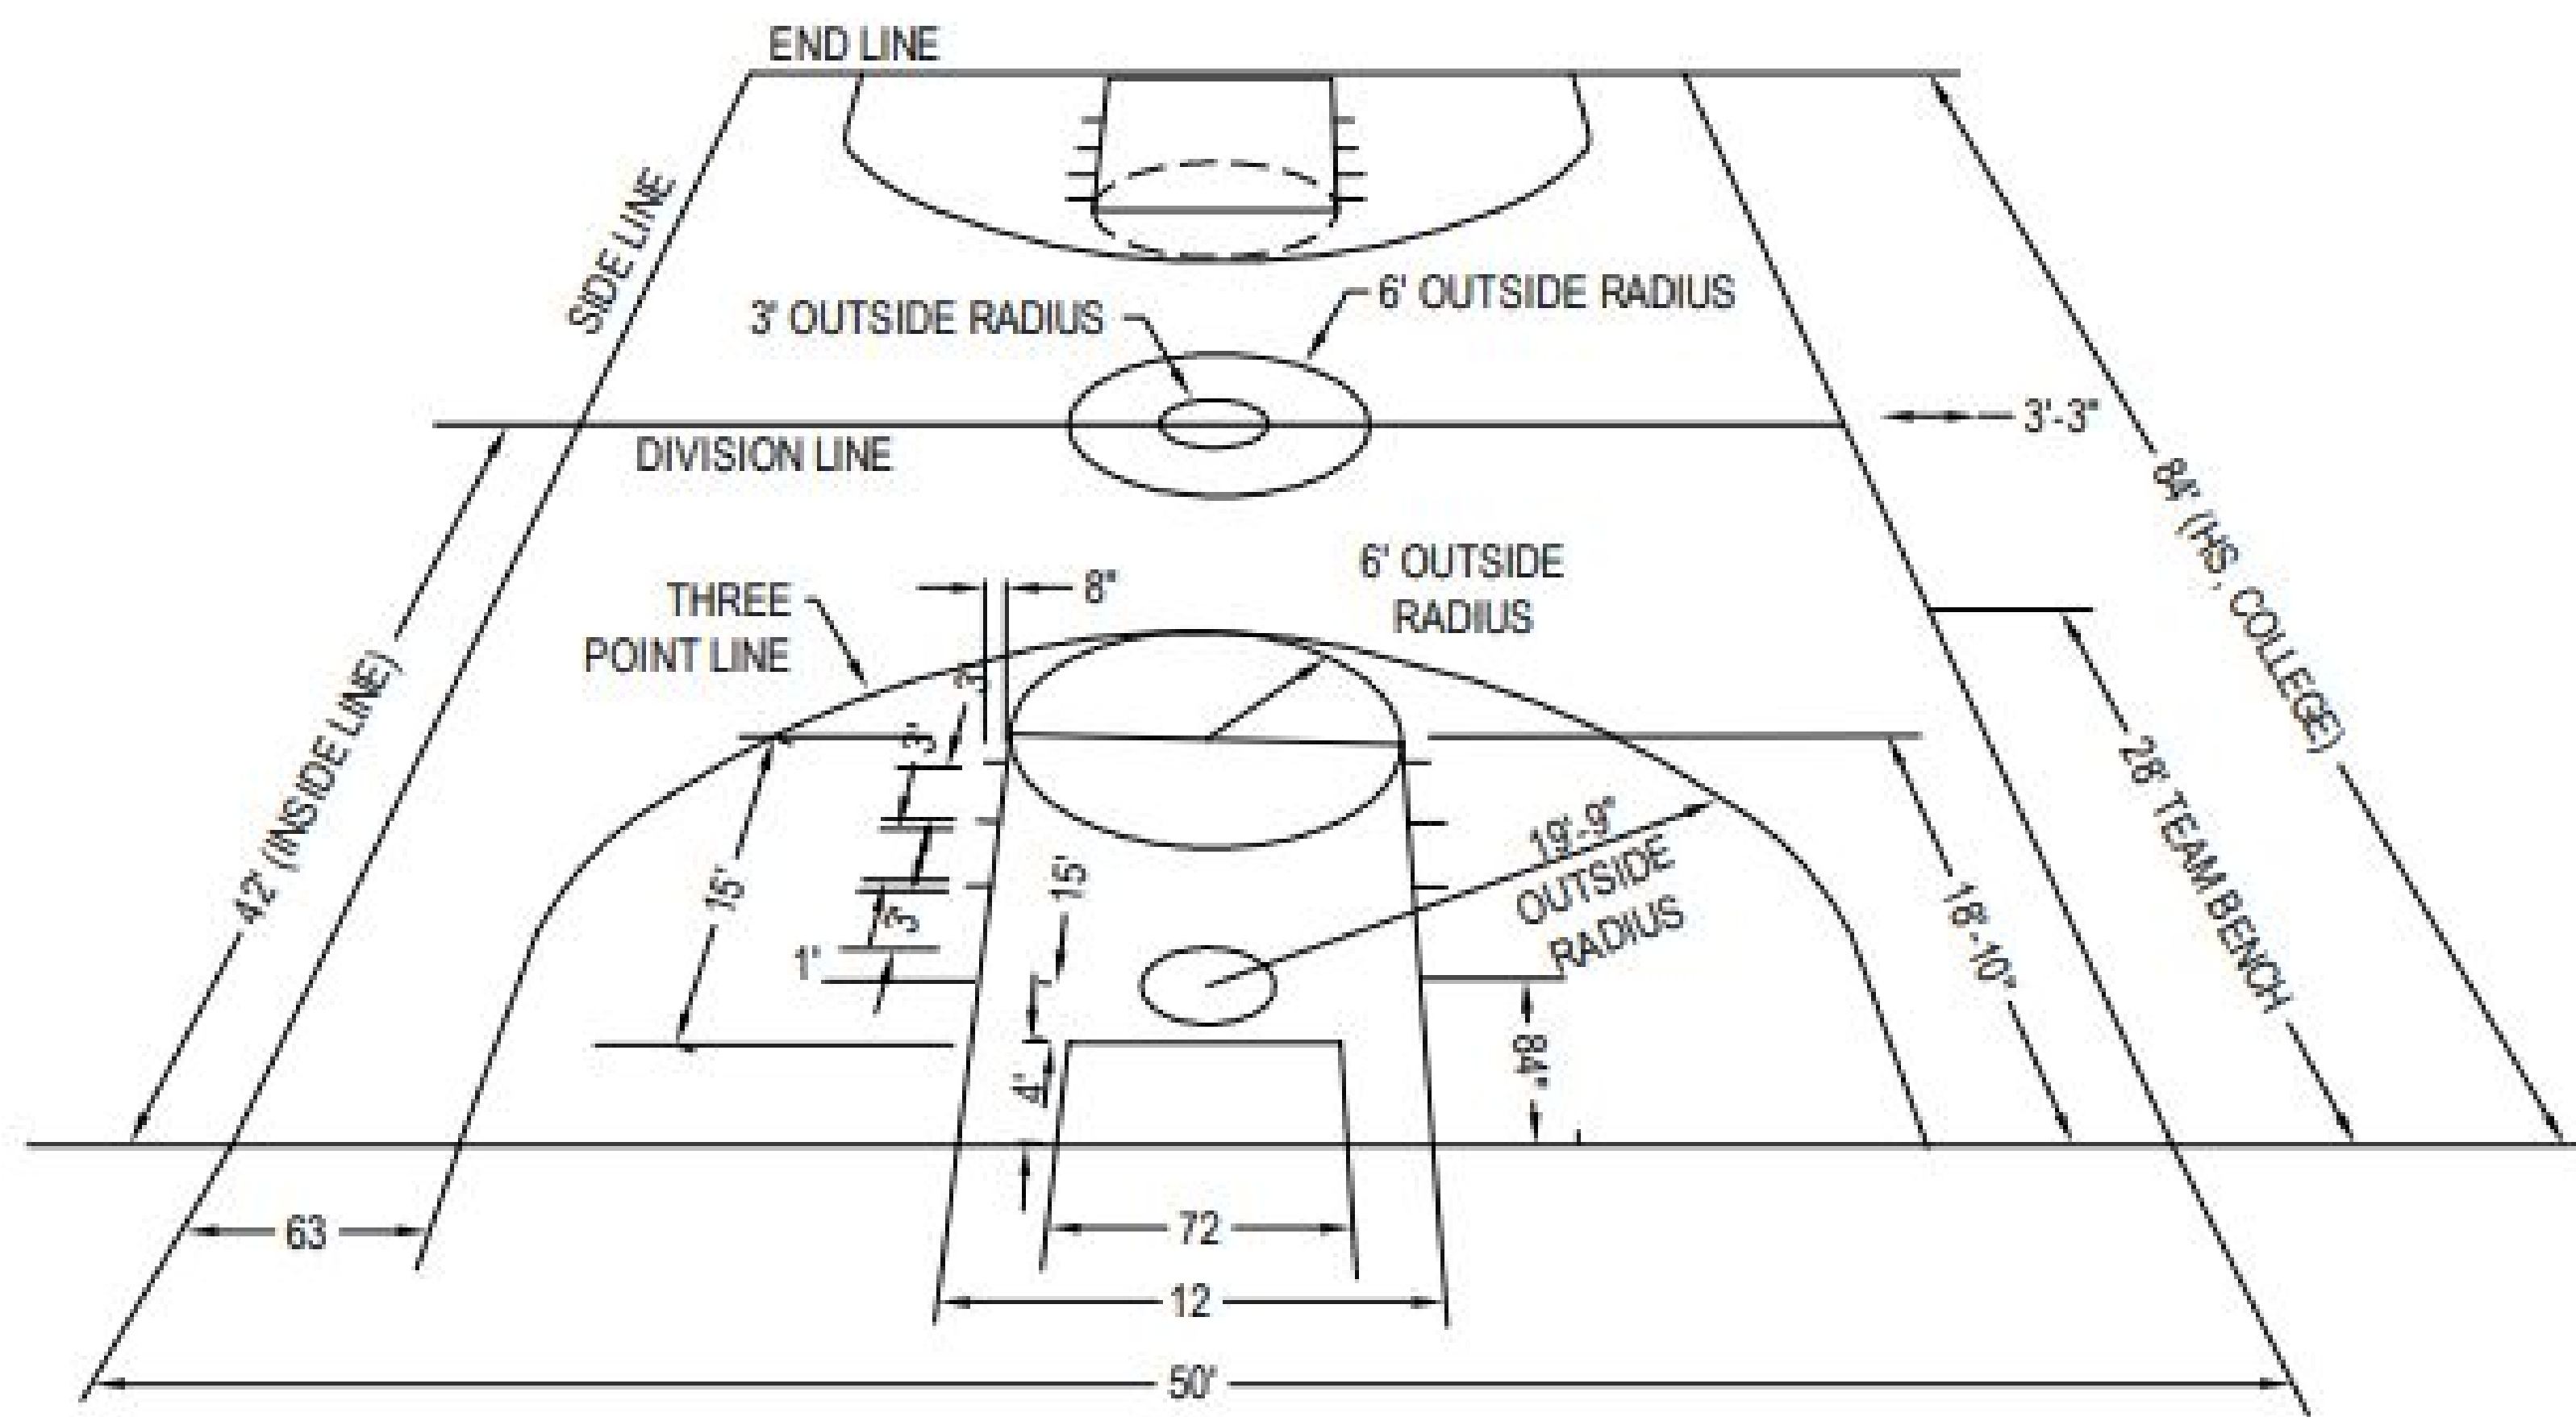 END LINE
SIDE LINE
3' OUTSIDE RADIUS
6' OUTSIDE RADIUS
3'-3"
DIVISION LINE
84' (HS, COLLEGE)
6' OUTSIDE
RADIUS
8"
THREE
POINT LINE
3'
3'
42' (INSIDE LINE)
28' TEAM BENCH
19'-9"
OUTSIDE
RADIUS
15'
15'
3'
18'-10"
1'
4'
84"
63
72
12
50'